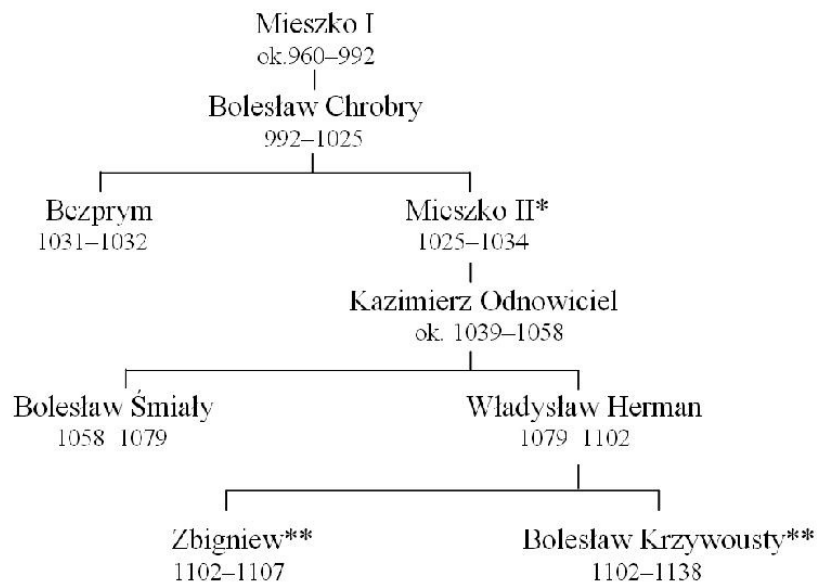 Mieszko I
ok.960–992
Bolesław Chrobry
992–1025
Bezprym
Mieszko II*
1031–1032
1025–1034
Kazimierz Odnowiciel
ok. 1039–1058
Bolesław Śmiały
Władysław Herman
1058 1079
1079 1102
Zbigniew**
Bolesław Krzywousty**
1102–1107
1102–1138